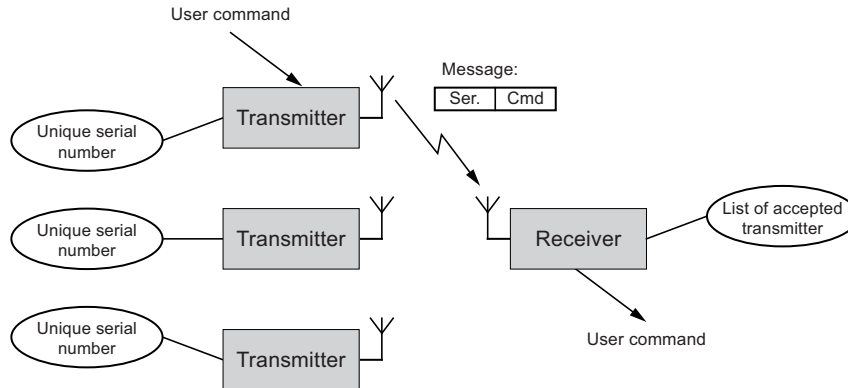 User command
Message:
Ser. Cmd
Transmitter
Unique serial
number
Unique serial
number
Transmitter
Receiver
List of accepted
transmitter
Unique serial
number
Transmitter
User command